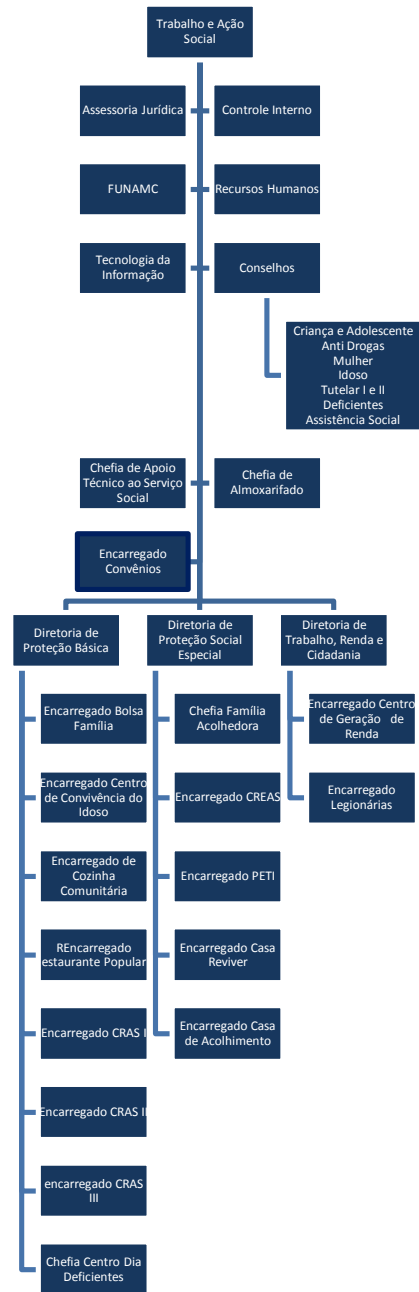 Trabalho e Ação
Social
Assessoria Jurídica
Controle Interno
FUNAMC
Recursos Humanos
Tecnologia da
Informação
Conselhos
Criança e Adolescente
Anti Drogas
Mulher
Idoso
Tutelar I e II
Deficientes
Assistência Social
Chefia de Apoio
Técnico ao Serviço
Social
Chefia de
Almoxarifado
Encarregado
Convênios
Diretoria de
Proteção Básica
Encarregado Bolsa
Família
Encarregado Centro
de Convivência do
Idoso
Encarregado de
Cozinha
Comunitária
REncarregado
estaurante Popular
Encarregado CRAS I
Encarregado CRAS II
encarregado CRAS
III
Chefia Centro Dia
Deficientes
Diretoria de
Proteção Social
Especial
Chefia Família
Acolhedora
Encarregado CREAS
Encarregado PETI
Encarregado Casa
Reviver
Encarregado Casa
de Acolhimento
Diretoria de
Trabalho, Renda e
Cidadania
Encarregado Centro
de Geração de
Renda
Encarregado
Legionárias